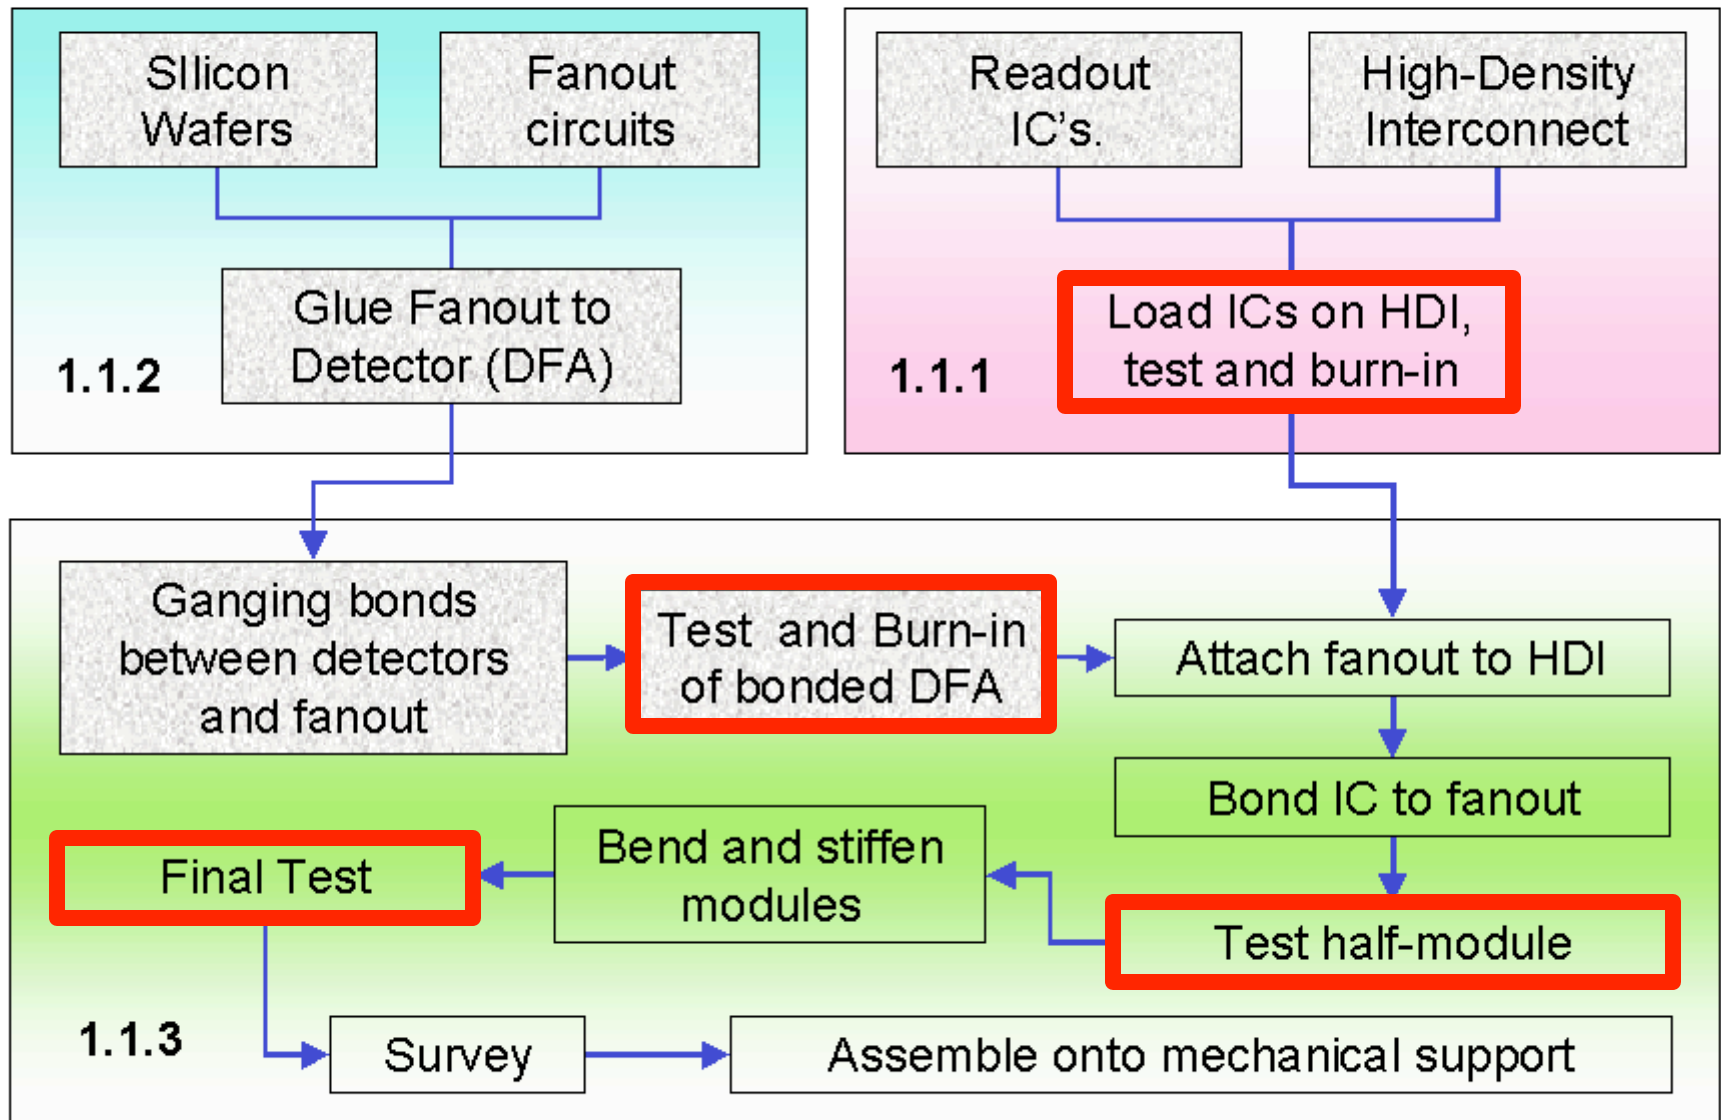 SIlicon
Wafers
Fanout
circuits
Glue Fanout to
Detector (DFA)
1.1.2
Readout
IC's.
High-Density
Interconnect
Load ICs on HDI,
test and burn-in
1.1.1
Ganging bonds
between detectors
and fanout
Test and Burn-in
of bonded DFA
Attach fanout to HDI
Bond IC to fanout
Test half-module
Bend and stiffen
modules
Final Test
1.1.3
Survey
Assemble onto mechanical support